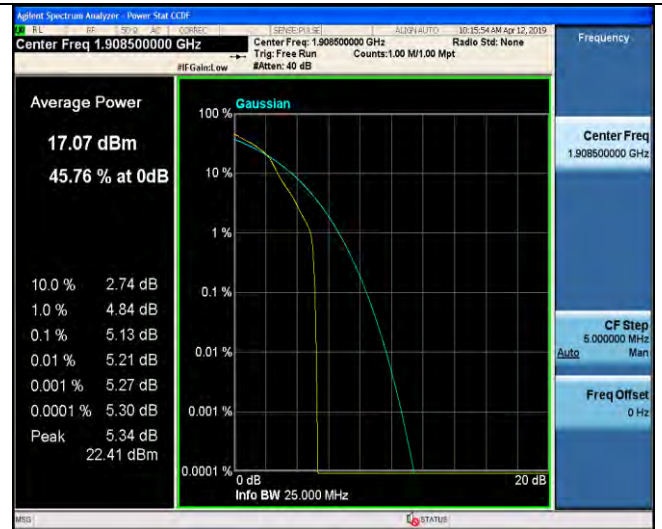 Agilent Spectrum Analyzer - Power Stat CCDF
RL RF 50 Ω AC CORREC SENSE:PULSE ALIGN AUTO 10:15:54 AM Apr 12, 2019
Center Freq 1.908500000 GHz
Center Freq: 1.908500000 GHz Radio Std: None
Trig: Free Run Counts:1.00 M/1.00 Mpt
#IFGain:Low #Atten: 40 dB
Frequency
Average Power
17.07 dBm
45.76 % at 0dB
10.0 % 2.74 dB
1.0 % 4.84 dB
0.1 % 5.13 dB
0.01 % 5.21 dB
0.001 % 5.27 dB
0.0001 % 5.30 dB
Peak 5.34 dB
22.41 dBm
Gaussian
100 %
10 %
1 %
0.1 %
0.01 %
0.001 %
0.0001 %
0 dB 20 dB
Info BW 25.000 MHz
Center Freq
1.908500000 GHz
CF Step
5.000000 MHz
Auto Man
Freq Offset
0 Hz
MSG STATUS